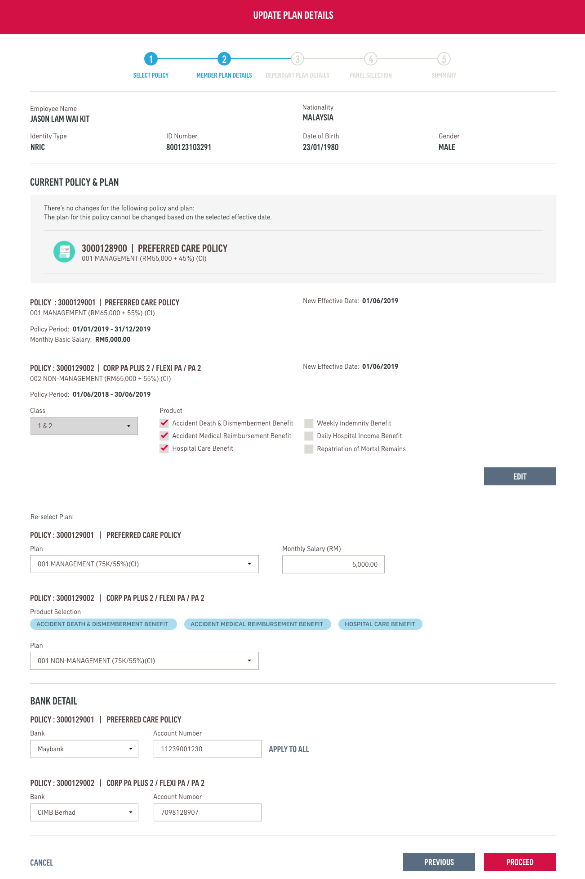 UPDATE PLAN DETAILS
1 2 3 4 5
SELECT POLICY MEMBER PLAN DETAILS DEPENDANT PLAN DETAILS PANEL SELECTION SUMMARY
Employee Name Nationality
JASON LAM WAI KIT MALAYSIA
Identity Type ID Number Date of Birth Gender
NRIC 800123103291 23/01/1980 MALE
CURRENT POLICY & PLAN
There's no changes for the following policy and plan:
The plan for this policy cannot be changed based on the selected effective date.
3000128900 | PREFERRED CARE POLICY
001 MANAGEMENT (RM55,000 + 45%) (CI)
POLICY : 3000129001 | PREFERRED CARE POLICY New Effective Date: 01/06/2019
001 MANAGEMENT (RM65,000 + 55%) (CI)
Policy Period: 01/01/2019 - 31/12/2019
Monthly Basic Salary: RM5,000.00
POLICY : 3000129002 | CORP PA PLUS 2 / FLEXI PA / PA 2 New Effective Date: 01/06/2019
002 NON-MANAGEMENT (RM65,000 + 55%) (CI)
Policy Period: 01/06/2018 - 30/06/2019
Class Product
1 & 2 Accident Death & Dismemberment Benefit Weekly Indemnity Benefit
Accident Medical Reimbursement Benefit Daily Hospital Income Benefit
Hospital Care Benefit Repatriation of Mortal Remains
EDIT
Re-select Plan:
POLICY : 3000129001 | PREFERRED CARE POLICY
Plan Monthly Salary (RM)
001 MANAGEMENT (75K/55%)(CI) 5,000.00
POLICY : 3000129002 | CORP PA PLUS 2 / FLEXI PA / PA 2
Product Selection
ACCIDENT DEATH & DISMEMBERMENT BENEFIT ACCIDENT MEDICAL REIMBURSEMENT BENEFIT HOSPITAL CARE BENEFIT
Plan
001 NON-MANAGEMENT (75K/55%)(CI)
BANK DETAIL
POLICY : 3000129001 | PREFERRED CARE POLICY
Bank Account Number
Maybank 11239001230 APPLY TO ALL
POLICY : 3000129002 | CORP PA PLUS 2 / FLEXI PA / PA 2
Bank Account Number
CIMB Berhad 7098128907
CANCEL PREVIOUS PROCEED